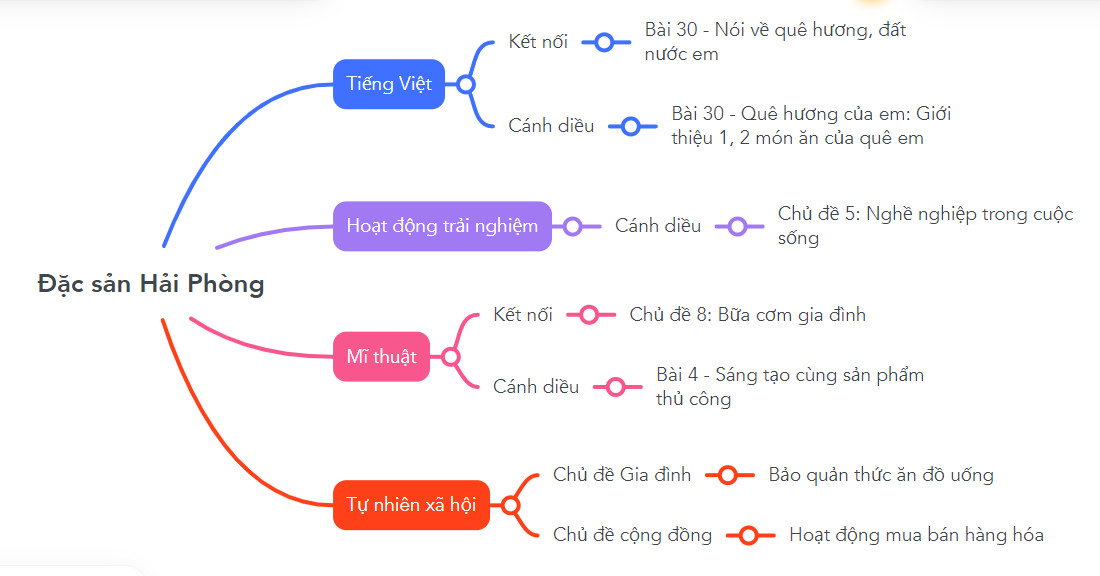 Đặc sản Hải Phòng
Tiếng Việt
Kết nối
Bài 30 - Nói về quê hương, đất
nước em
Cánh diều
Bài 30 - Quê hương của em: Giới
thiệu 1, 2 món ăn của quê em
Hoạt động trải nghiệm
Cánh diều
Chủ đề 5: Nghề nghiệp trong cuộc
sống
Mĩ thuật
Kết nối
Chủ đề 8: Bữa cơm gia đình
Cánh diều
Bài 4 - Sáng tạo cùng sản phẩm
thủ công
Tự nhiên xã hội
Chủ đề Gia đình
Bảo quản thức ăn đồ uống
Chủ đề cộng đồng
Hoạt động mua bán hàng hóa